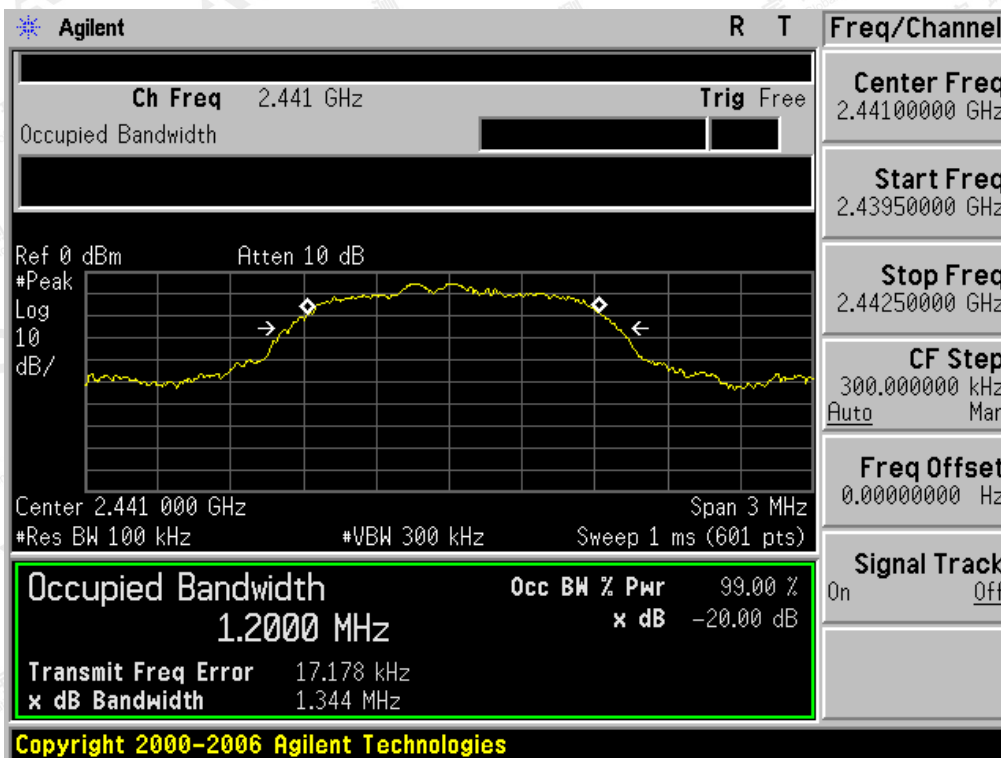 Agilent R T Freq/Channel
Ch Freq 2.441 GHz Trig Free
Occupied Bandwidth
Center Freq
2.44100000 GHz
Start Freq
2.43950000 GHz
Stop Freq
2.44250000 GHz
CF Step
300.000000 kHz
Auto Man
Freq Offset
0.00000000 Hz
Signal Track
On Off
Ref 0 dBm Atten 10 dB
#Peak
Log
10
dB/
Center 2.441 000 GHz Span 3 MHz
#Res BW 100 kHz #VBW 300 kHz Sweep 1 ms (601 pts)
Occupied Bandwidth Occ BW % Pwr 99.00 %
1.2000 MHz x dB -20.00 dB
Transmit Freq Error 17.178 kHz
x dB Bandwidth 1.344 MHz
Copyright 2000-2006 Agilent Technologies